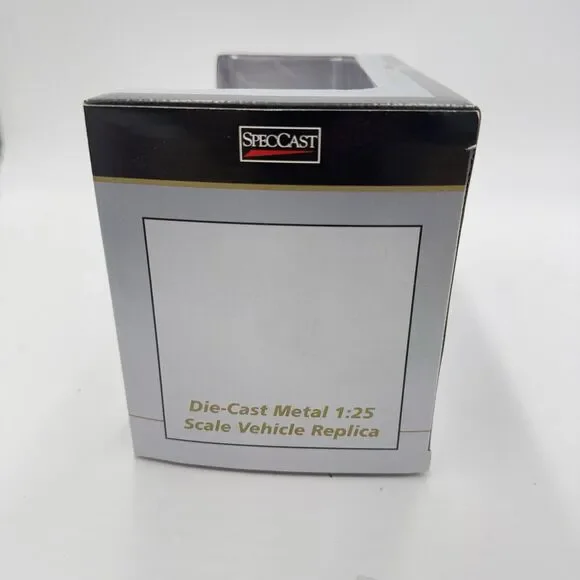 SPECCAST
Die-Cast Metal 1:25
Scale Vehicle Replica